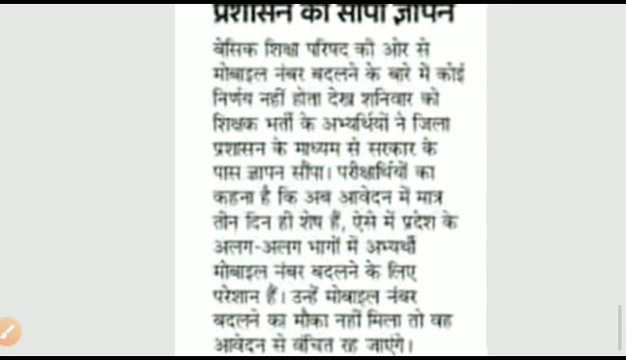 प्रशासन को सौंपा ज्ञापन
बेसिक शिक्षा परिषद की ओर से
मोबाइल नंबर बदलने के बारे में कोई
निर्णय नहीं होता देख शनिवार को
शिक्षक भर्ती के अभ्यर्थियों ने जिला
प्रशासन के माध्यम से सरकार के
पास ज्ञापन सौंपा। परीक्षार्थियों का
कहना है कि अब आवेदन में मात्र
तीन दिन ही शेष हैं, ऐसे में प्रदेश के
अलग-अलग भागों में अभ्यर्थी
मोबाइल नंबर बदलने के लिए
परेशान हैं। उन्हें मोबाइल नंबर
बदलने का मौका नहीं मिला तो वह
आवेदन से वंचित रह जाएंगे।